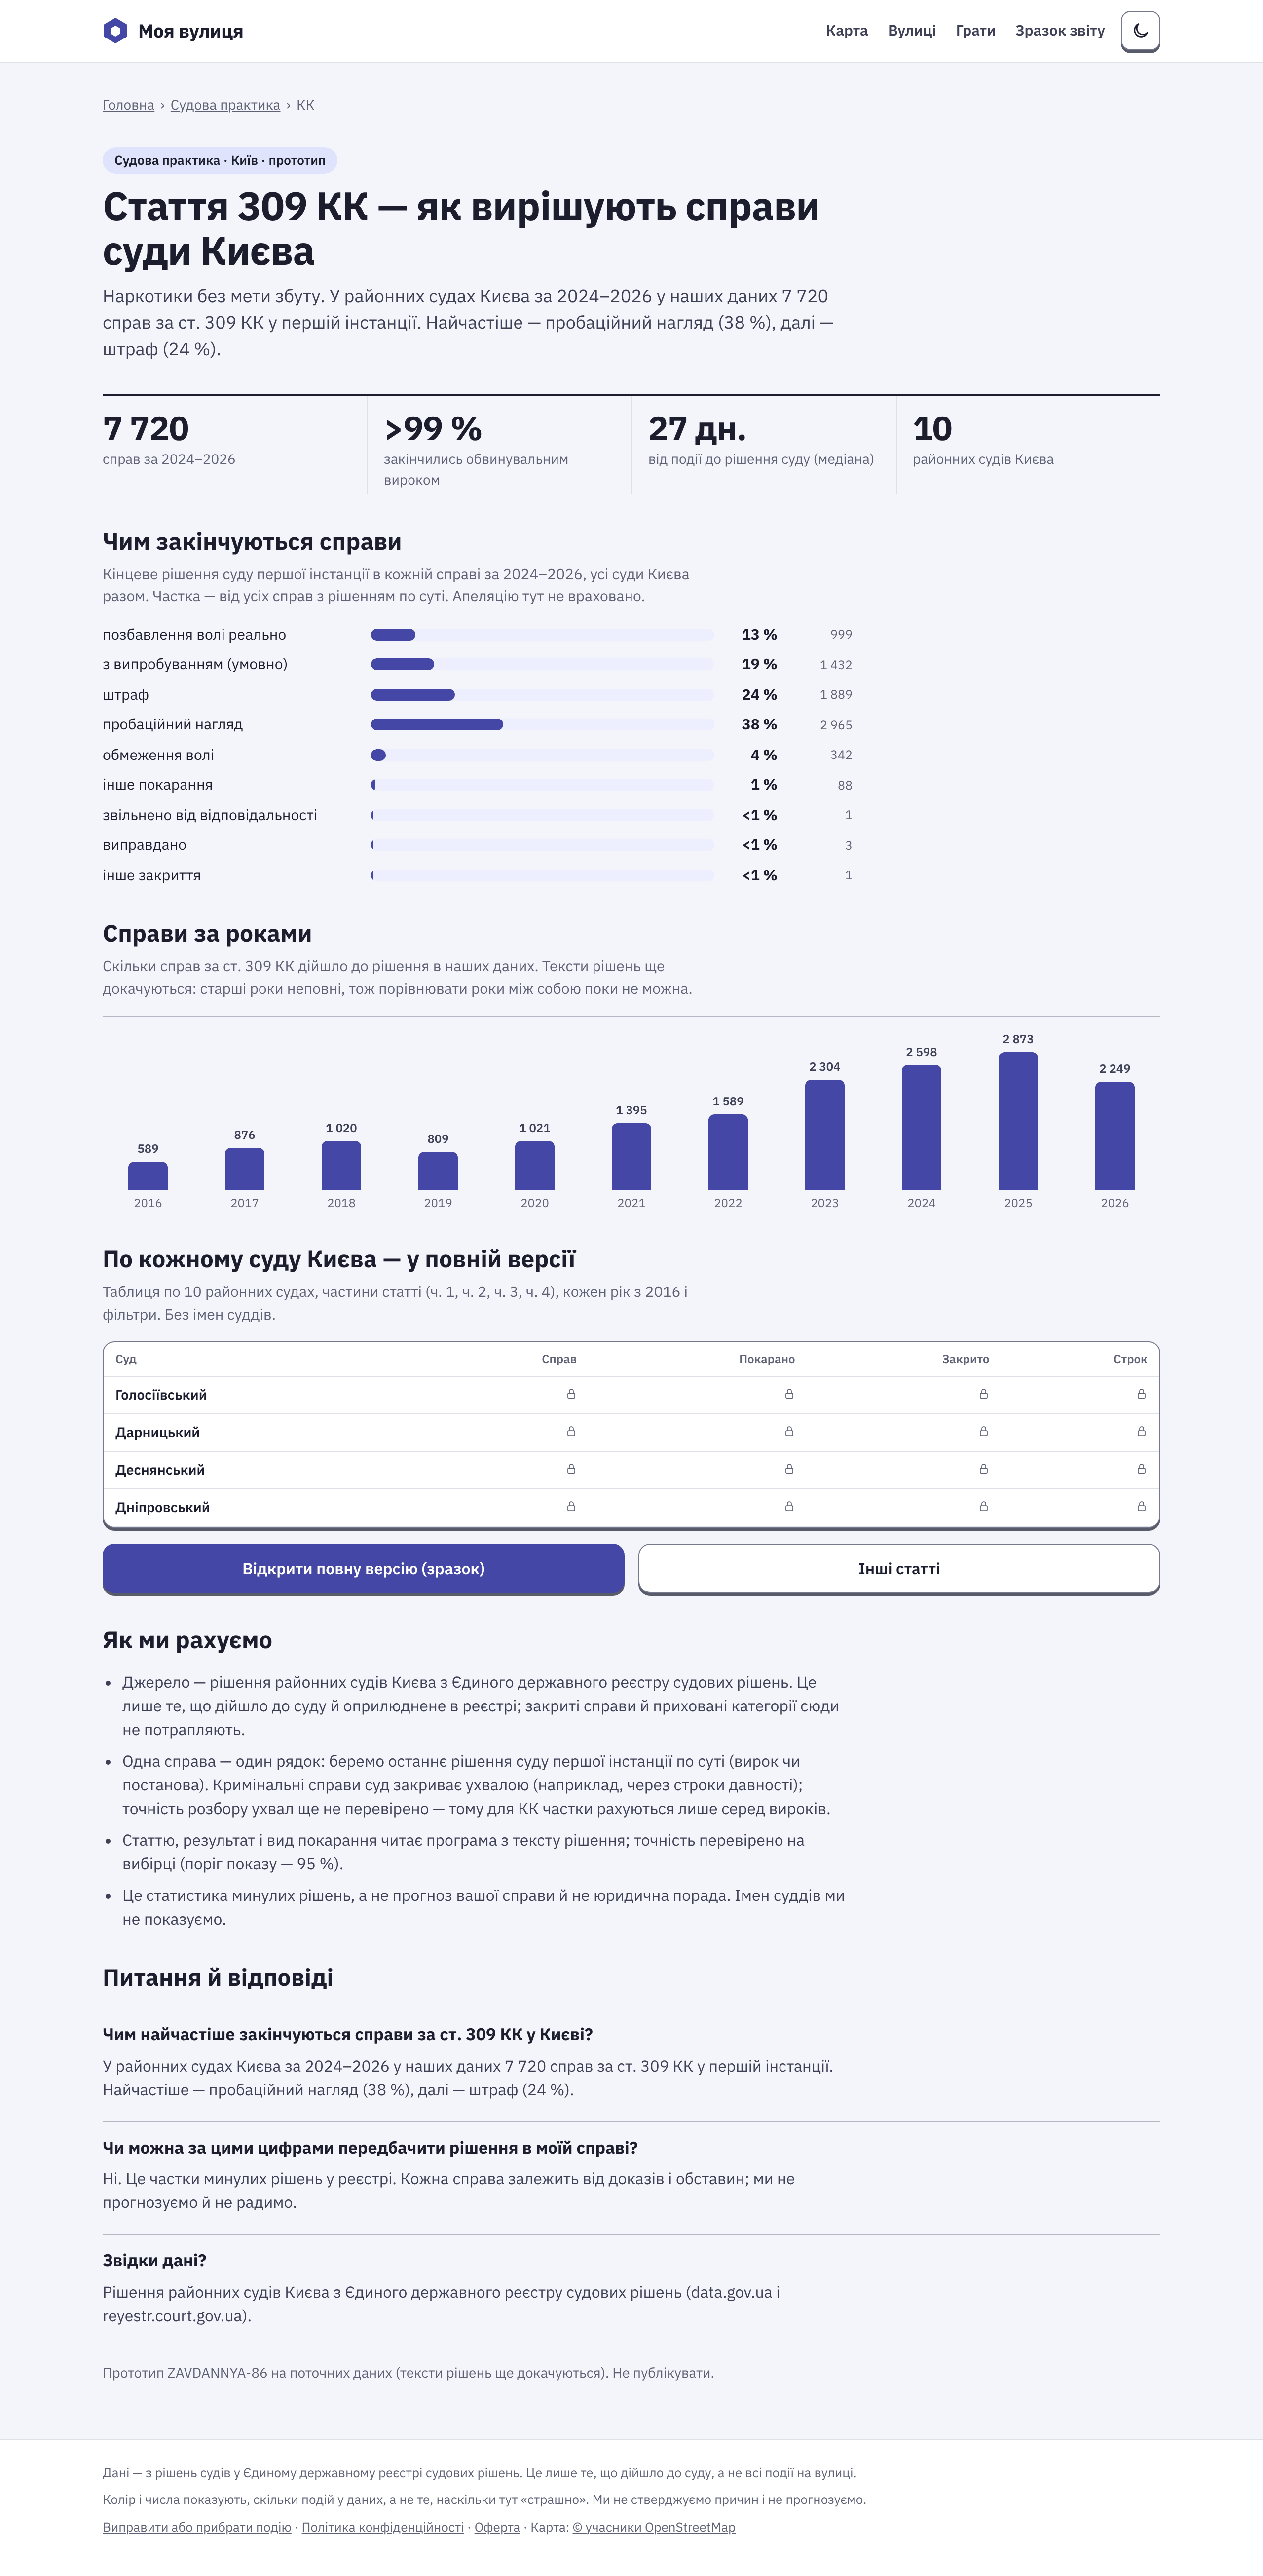 Моя вулиця
Карта Вулиці Грати Зразок звіту
Головна › Судова практика › КК
Судова практика · Київ · прототип
Стаття 309 КК — як вирішують справи
суди Києва
Наркотики без мети збуту. У районних судах Києва за 2024–2026 у наших даних 7 720
справ за ст. 309 КК у першій інстанції. Найчастіше — пробаційний нагляд (38 %), далі —
штраф (24 %).
7 720
справ за 2024–2026
>99 %
закінчились обвинувальним
вироком
27 дн.
від події до рішення суду (медіана)
10
районних судів Києва
Чим закінчуються справи
Кінцеве рішення суду першої інстанції в кожній справі за 2024–2026, усі суди Києва
разом. Частка — від усіх справ з рішенням по суті. Апеляцію тут не враховано.
позбавлення волі реально 13 % 999
з випробуванням (умовно) 19 % 1 432
штраф 24 % 1 889
пробаційний нагляд 38 % 2 965
обмеження волі 4 % 342
інше покарання 1 % 88
звільнено від відповідальності <1 % 1
виправдано <1 % 3
інше закриття <1 % 1
Справи за роками
Скільки справ за ст. 309 КК дійшло до рішення в наших даних. Тексти рішень ще
докачуються: старші роки неповні, тож порівнювати роки між собою поки не можна.
589 876 1 020 809 1 021 1 395 1 589 2 304 2 598 2 873 2 249
2016 2017 2018 2019 2020 2021 2022 2023 2024 2025 2026
По кожному суду Києва — у повній версії
Таблиця по 10 районних судах, частини статті (ч. 1, ч. 2, ч. 3, ч. 4), кожен рік з 2016 і
фільтри. Без імен суддів.
Суд Справ Покарано Закрито Строк
Голосіївський
Дарницький
Деснянський
Дніпровський
Відкрити повну версію (зразок)
Інші статті
Як ми рахуємо
• Джерело — рішення районних судів Києва з Єдиного державного реєстру судових рішень. Це
лише те, що дійшло до суду й оприлюднене в реєстрі; закриті справи й приховані категорії сюди
не потрапляють.
• Одна справа — один рядок: беремо останнє рішення суду першої інстанції по суті (вирок чи
постанова). Кримінальні справи суд закриває ухвалою (наприклад, через строки давності);
точність розбору ухвал ще не перевірено — тому для КК частки рахуються лише серед вироків.
• Статтю, результат і вид покарання читає програма з тексту рішення; точність перевірено на
вибірці (поріг показу — 95 %).
• Це статистика минулих рішень, а не прогноз вашої справи й не юридична порада. Імен суддів ми
не показуємо.
Питання й відповіді
Чим найчастіше закінчуються справи за ст. 309 КК у Києві?
У районних судах Києва за 2024–2026 у наших даних 7 720 справ за ст. 309 КК у першій інстанції.
Найчастіше — пробаційний нагляд (38 %), далі — штраф (24 %).
Чи можна за цими цифрами передбачити рішення в моїй справі?
Ні. Це частки минулих рішень у реєстрі. Кожна справа залежить від доказів і обставин; ми не
прогнозуємо й не радимо.
Звідки дані?
Рішення районних судів Києва з Єдиного державного реєстру судових рішень (data.gov.ua і
reyestr.court.gov.ua).
Прототип ZAVDANNYA-86 на поточних даних (тексти рішень ще докачуються). Не публікувати.
Дані — з рішень судів у Єдиному державному реєстрі судових рішень. Це лише те, що дійшло до суду, а не всі події на вулиці.
Колір і числа показують, скільки подій у даних, а не те, наскільки тут «страшно». Ми не стверджуємо причин і не прогнозуємо.
Виправити або прибрати подію · Політика конфіденційності · Оферта · Карта: © учасники OpenStreetMap